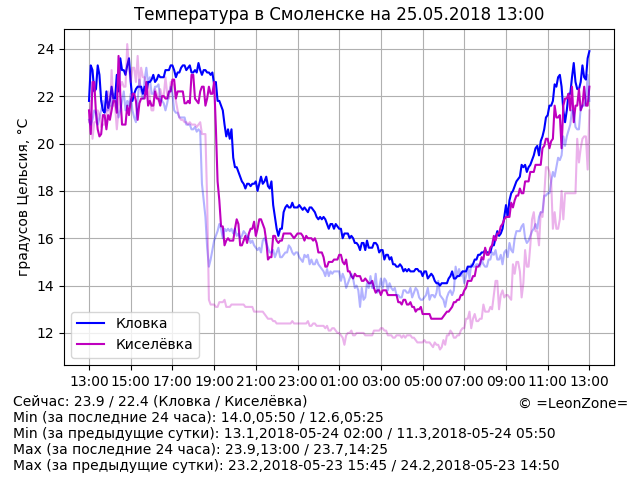 Температура в Смоленске на 25.05.2018 13:00
градусов Цельсия, °C
24
22
20
18
16
14
12
Кловка
Киселёвка
13:00 15:00 17:00 19:00 21:00 23:00 01:00 03:00 05:00 07:00 09:00 11:00 13:00
Сейчас: 23.9 / 22.4 (Кловка / Киселёвка)
© =LeonZone=
Min (за последние 24 часа): 14.0,05:50 / 12.6,05:25
Min (за предыдущие сутки): 13.1,2018-05-24 02:00 / 11.3,2018-05-24 05:50
Max (за последние 24 часа): 23.9,13:00 / 23.7,14:25
Max (за предыдущие сутки): 23.2,2018-05-23 15:45 / 24.2,2018-05-23 14:50